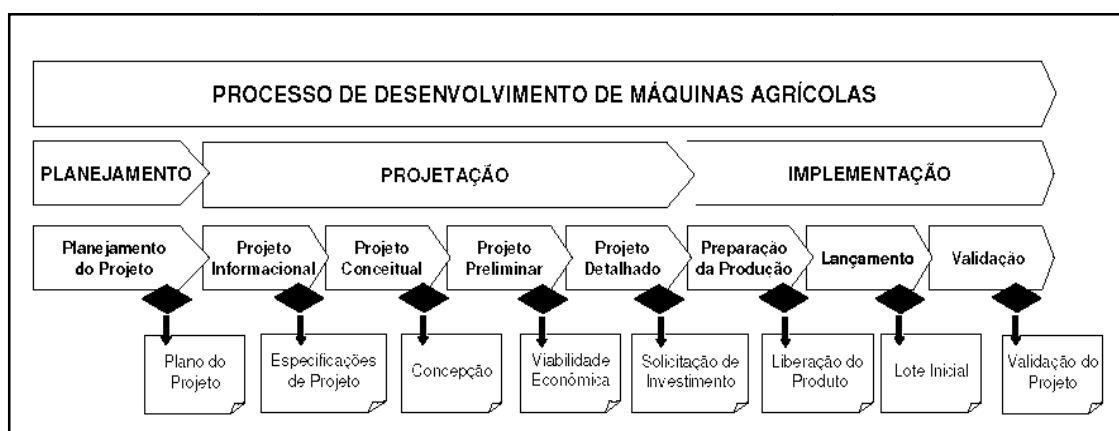 PROCESSO DE DESENVOLVIMENTO DE MÁQUINAS AGRÍCOLAS
PLANEJAMENTO
PROJETAÇÃO
IMPLEMENTAÇÃO
Planejamento
do Projeto
Projeto
Informacional
Projeto
Conceitual
Projeto
Preliminar
Projeto
Detalhado
Preparação
da Produção
Lançamento
Validação
Plano do
Projeto
Especificações
de Projeto
Concepção
Viabilidade
Econômica
Solicitação de
Investimento
Liberação do
Produto
Lote Inicial
Validação do
Projeto